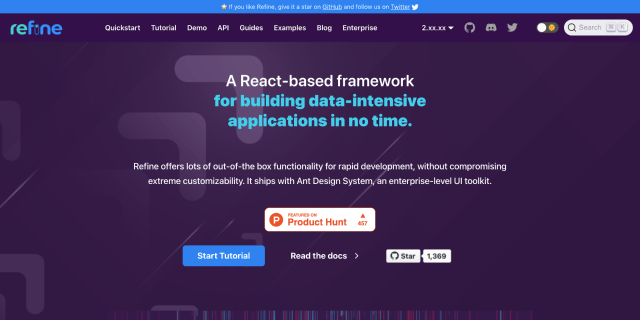 ⭐ If you like Refine, give it a star on GitHub and follow us on Twitter
refine
Quickstart Tutorial Demo API Guides Examples Blog Enterprise 2.xx.xx Search ⌘ K
A React-based framework
for building data-intensive
applications in no time.
Refine offers lots of out-of-the box functionality for rapid development, without compromising
extreme customizability. It ships with Ant Design System, an enterprise-level UI toolkit.
P FEATURED ON
Product Hunt ▲ 457
Start Tutorial Read the docs Star 1,369